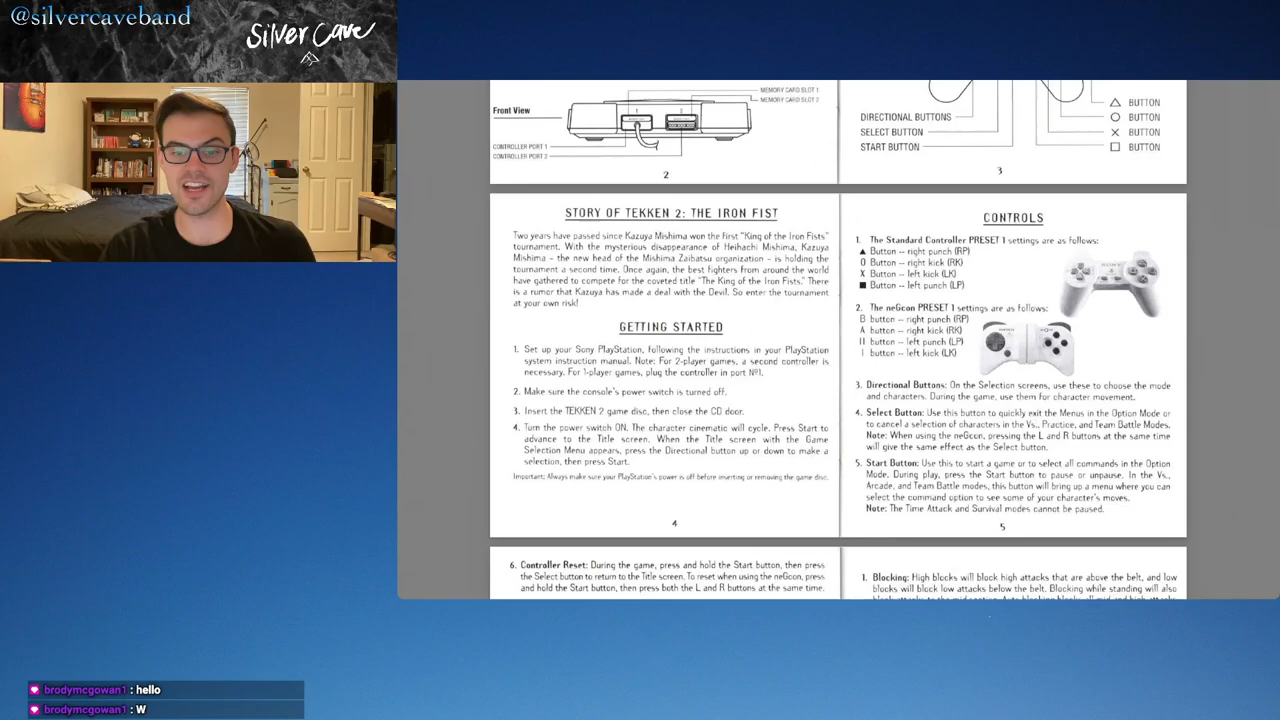 @silvercaveband
Silver Cave
Front View
MEMORY CARD SLOT 1
MEMORY CARD SLOT 2
CONTROLLER PORT 1
CONTROLLER PORT 2
2
DIRECTIONAL BUTTONS
SELECT BUTTON
START BUTTON
△ BUTTON
○ BUTTON
✕ BUTTON
□ BUTTON
3
STORY OF TEKKEN 2: THE IRON FIST
Two years have passed since Kazuya Mishima won the first "King of the Iron Fists"
tournament. With the mysterious disappearance of Heihachi Mishima, Kazuya
Mishima – the new head of the Mishima Zaibatsu organization – is holding the
tournament a second time. Once again, the best fighters from around the world
have gathered to compete for the coveted title "The King of the Iron Fists." There
is a rumor that Kazuya has made a deal with the Devil. So enter the tournament
at your own risk!
GETTING STARTED
1. Set up your Sony PlayStation, following the instructions in your PlayStation
system instruction manual. Note: For 2-player games, a second controller is
necessary. For 1-player games, plug the controller in port Nº1.
2. Make sure the console's power switch is turned off.
3. Insert the TEKKEN 2 game disc, then close the CD door.
4. Turn the power switch ON. The character cinematic will cycle. Press Start to
advance to the Title screen. When the Title screen with the Game
Selection Menu appears, press the Directional button up or down to make a
selection, then press Start.
Important: Always make sure your PlayStation's power is off before inserting or removing the game disc.
4
CONTROLS
1. The Standard Controller PRESET 1 settings are as follows:
▲ Button -- right punch (RP)
O Button -- right kick (RK)
X Button -- left kick (LK)
■ Button -- left punch (LP)
2. The neGcon PRESET 1 settings are as follows:
B button -- right punch (RP)
A button -- right kick (RK)
II button -- left punch (LP)
I button -- left kick (LK)
3. Directional Buttons: On the Selection screens, use these to choose the mode
and characters. During the game, use them for character movement.
4. Select Button: Use this button to quickly exit the Menus in the Option Mode or
to cancel a selection of characters in the Vs., Practice, and Team Battle Modes.
Note: When using the neGcon, pressing the L and R buttons at the same time
will give the same effect as the Select button.
5. Start Button: Use this to start a game or to select all commands in the Option
Mode. During play, press the Start button to pause or unpause. In the Vs.,
Arcade, and Team Battle modes, this button will bring up a menu where you can
select the command option to see some of your character's moves.
Note: The Time Attack and Survival modes cannot be paused.
5
6. Controller Reset: During the game, press and hold the Start button, then press
the Select button to return to the Title screen. To reset when using the neGcon, press
and hold the Start button, then press both the L and R buttons at the same time.
1. Blocking: High blocks will block high attacks that are above the belt, and low
blocks will block low attacks below the belt. Blocking while standing will also
brodymcgowan1 : hello
brodymcgowan1 : W